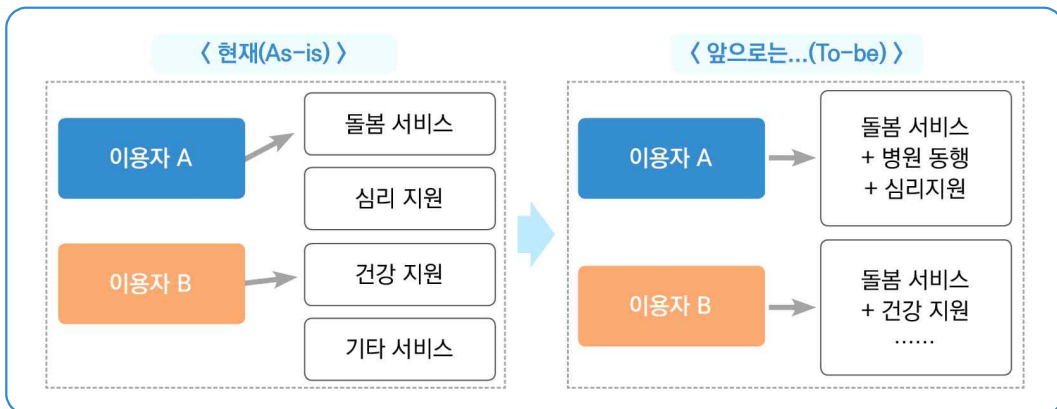 〈 현재(As-is) 〉
이용자 A
돌봄 서비스
심리 지원
이용자 B
건강 지원
기타 서비스
〈 앞으로는...(To-be) 〉
이용자 A
돌봄 서비스
+ 병원 동행
+ 심리지원
이용자 B
돌봄 서비스
+ 건강 지원
……